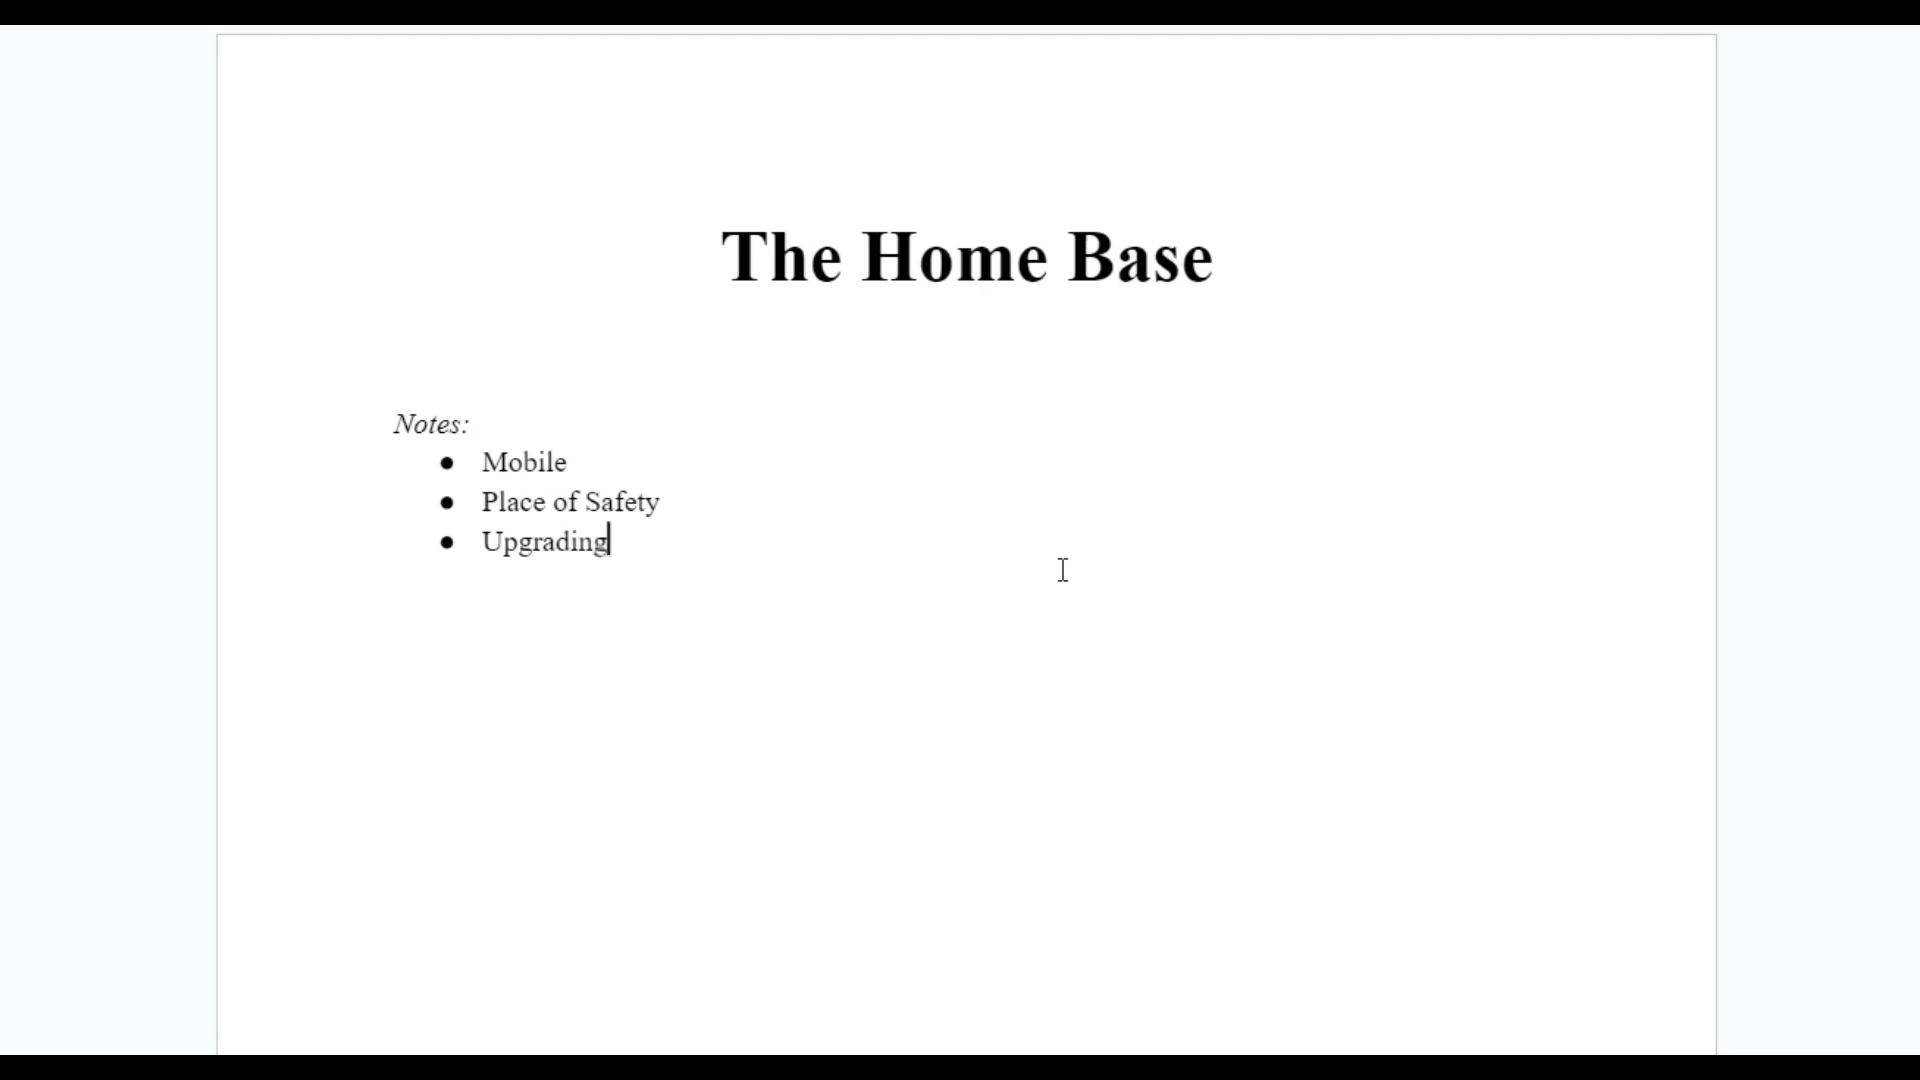 The Home Base
Notes:
● Mobile
● Place of Safety
● Upgrading